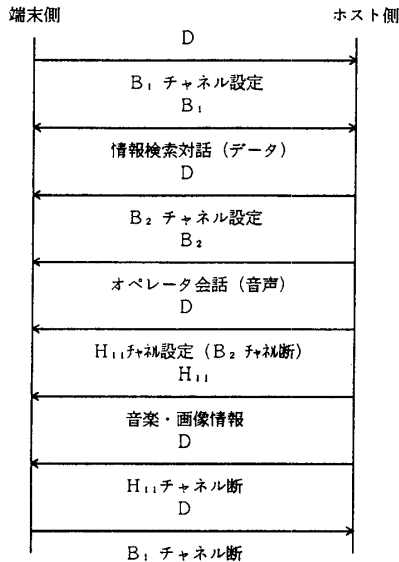 端末側 ホスト側
D
B₁ チャネル設定
B₁
情報検索対話（データ）
D
B₂ チャネル設定
B₂
オペレータ会話（音声）
D
H₁₁チャネル設定（B₂ チャネル断）
H₁₁
音楽・画像情報
D
H₁₁チャネル断
D
B₁ チャネル断